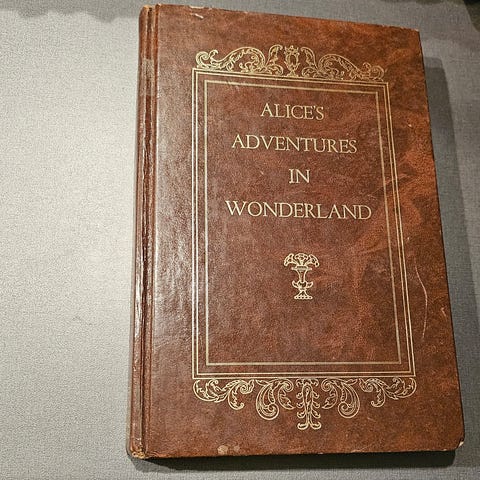 ALICE'S
ADVENTURES
IN
WONDERLAND